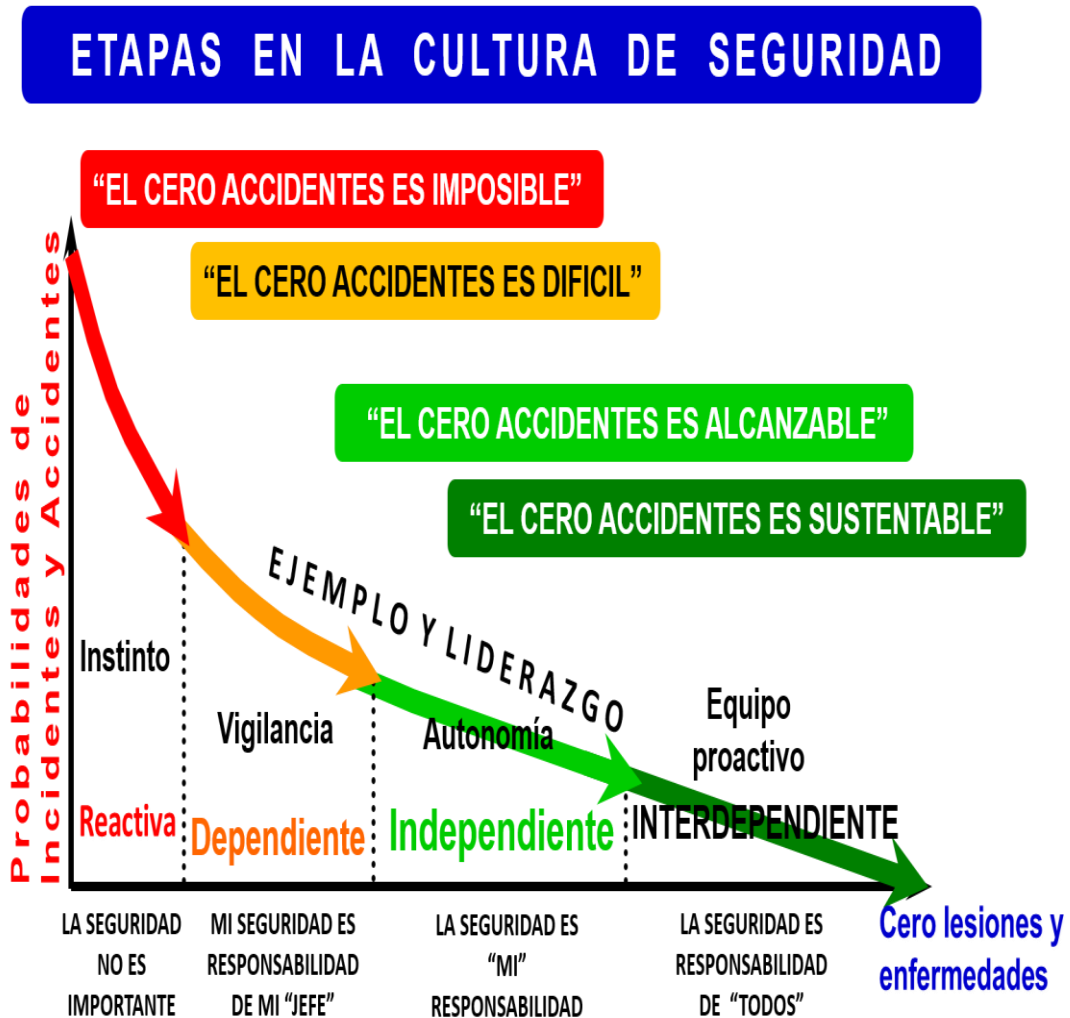 ETAPAS EN LA CULTURA DE SEGURIDAD
“EL CERO ACCIDENTES ES IMPOSIBLE”
“EL CERO ACCIDENTES ES DIFICIL”
“EL CERO ACCIDENTES ES ALCANZABLE”
“EL CERO ACCIDENTES ES SUSTENTABLE”
Probabilidades de
Incidentes y Accidentes
EJEMPLO Y LIDERAZGO
Instinto
Vigilancia
Autonomía
Equipo
proactivo
Reactiva
Dependiente
Independiente
INTERDEPENDIENTE
LA SEGURIDAD
NO ES
IMPORTANTE
MI SEGURIDAD ES
RESPONSABILIDAD
DE MI “JEFE”
LA SEGURIDAD ES
“MI”
RESPONSABILIDAD
LA SEGURIDAD ES
RESPONSABILIDAD
DE “TODOS”
Cero lesiones y
enfermedades